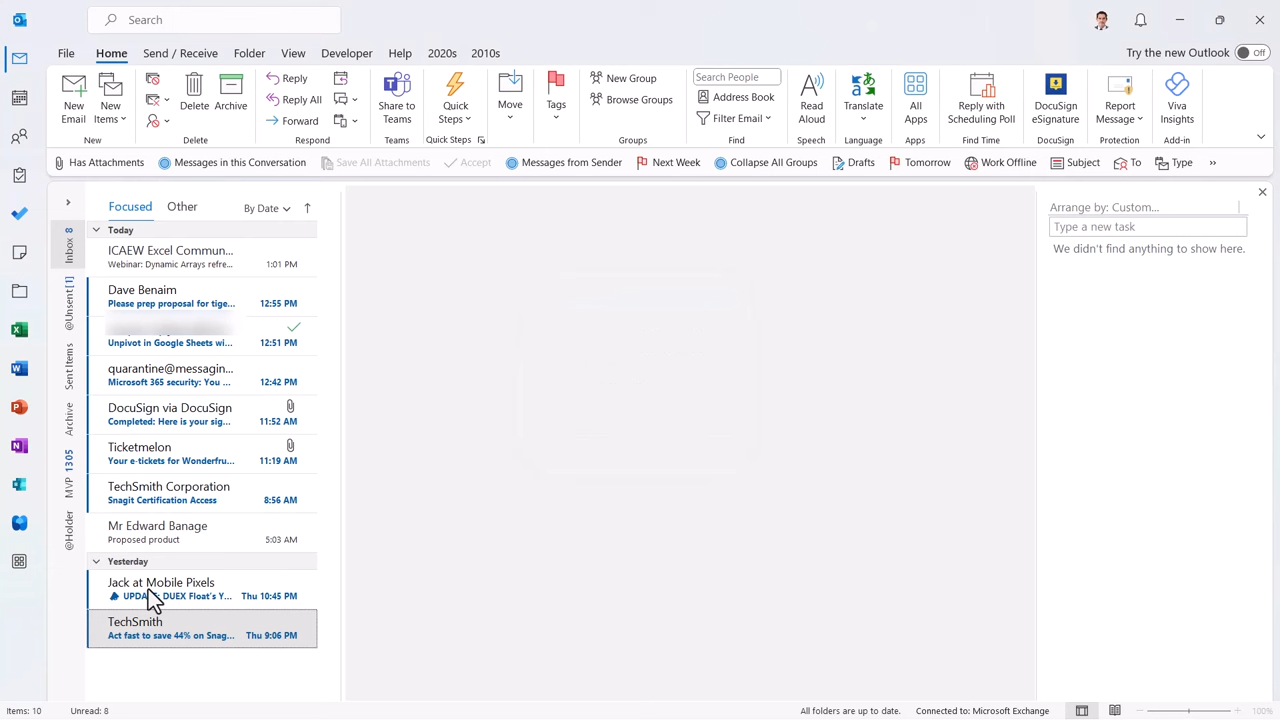 Search
File Home Send / Receive Folder View Developer Help 2020s 2010s
Try the new Outlook Off
New Email
New Items
New
Delete
Archive
Delete
Reply
Reply All
Forward
Respond
Share to Teams
Teams
Quick Steps
Quick Steps
Move
Tags
New Group
Browse Groups
Groups
Search People
Address Book
Filter Email
Find
Read Aloud
Speech
Translate
Language
All Apps
Apps
Reply with Scheduling Poll
Find Time
DocuSign eSignature
DocuSign
Report Message
Protection
Viva Insights
Add-in
Has Attachments Messages in this Conversation Save All Attachments Accept Messages from Sender Next Week Collapse All Groups Drafts Tomorrow Work Offline Subject To Type
Inbox 8
@Unsent[1]
Sent Items
Archive
MVP 1305
@Holder
Focused Other By Date
Today
ICAEW Excel Commun...
Webinar: Dynamic Arrays refre... 1:01 PM
Dave Benaim
Please prep proposal for tige... 12:55 PM
Unpivot in Google Sheets wi... 12:51 PM
quarantine@messagin...
Microsoft 365 security: You ... 12:42 PM
DocuSign via DocuSign
Completed: Here is your sig... 11:52 AM
Ticketmelon
Your e-tickets for Wonderfru... 11:19 AM
TechSmith Corporation
Snagit Certification Access 8:56 AM
Mr Edward Banage
Proposed product 5:03 AM
Yesterday
Jack at Mobile Pixels
DUEX Float's Y... Thu 10:45 PM
TechSmith
Act fast to save 44% on Snag... Thu 9:06 PM
Arrange by: Custom...
Type a new task
We didn't find anything to show here.
Items: 10 Unread: 8 All folders are up to date. Connected to: Microsoft Exchange 100%